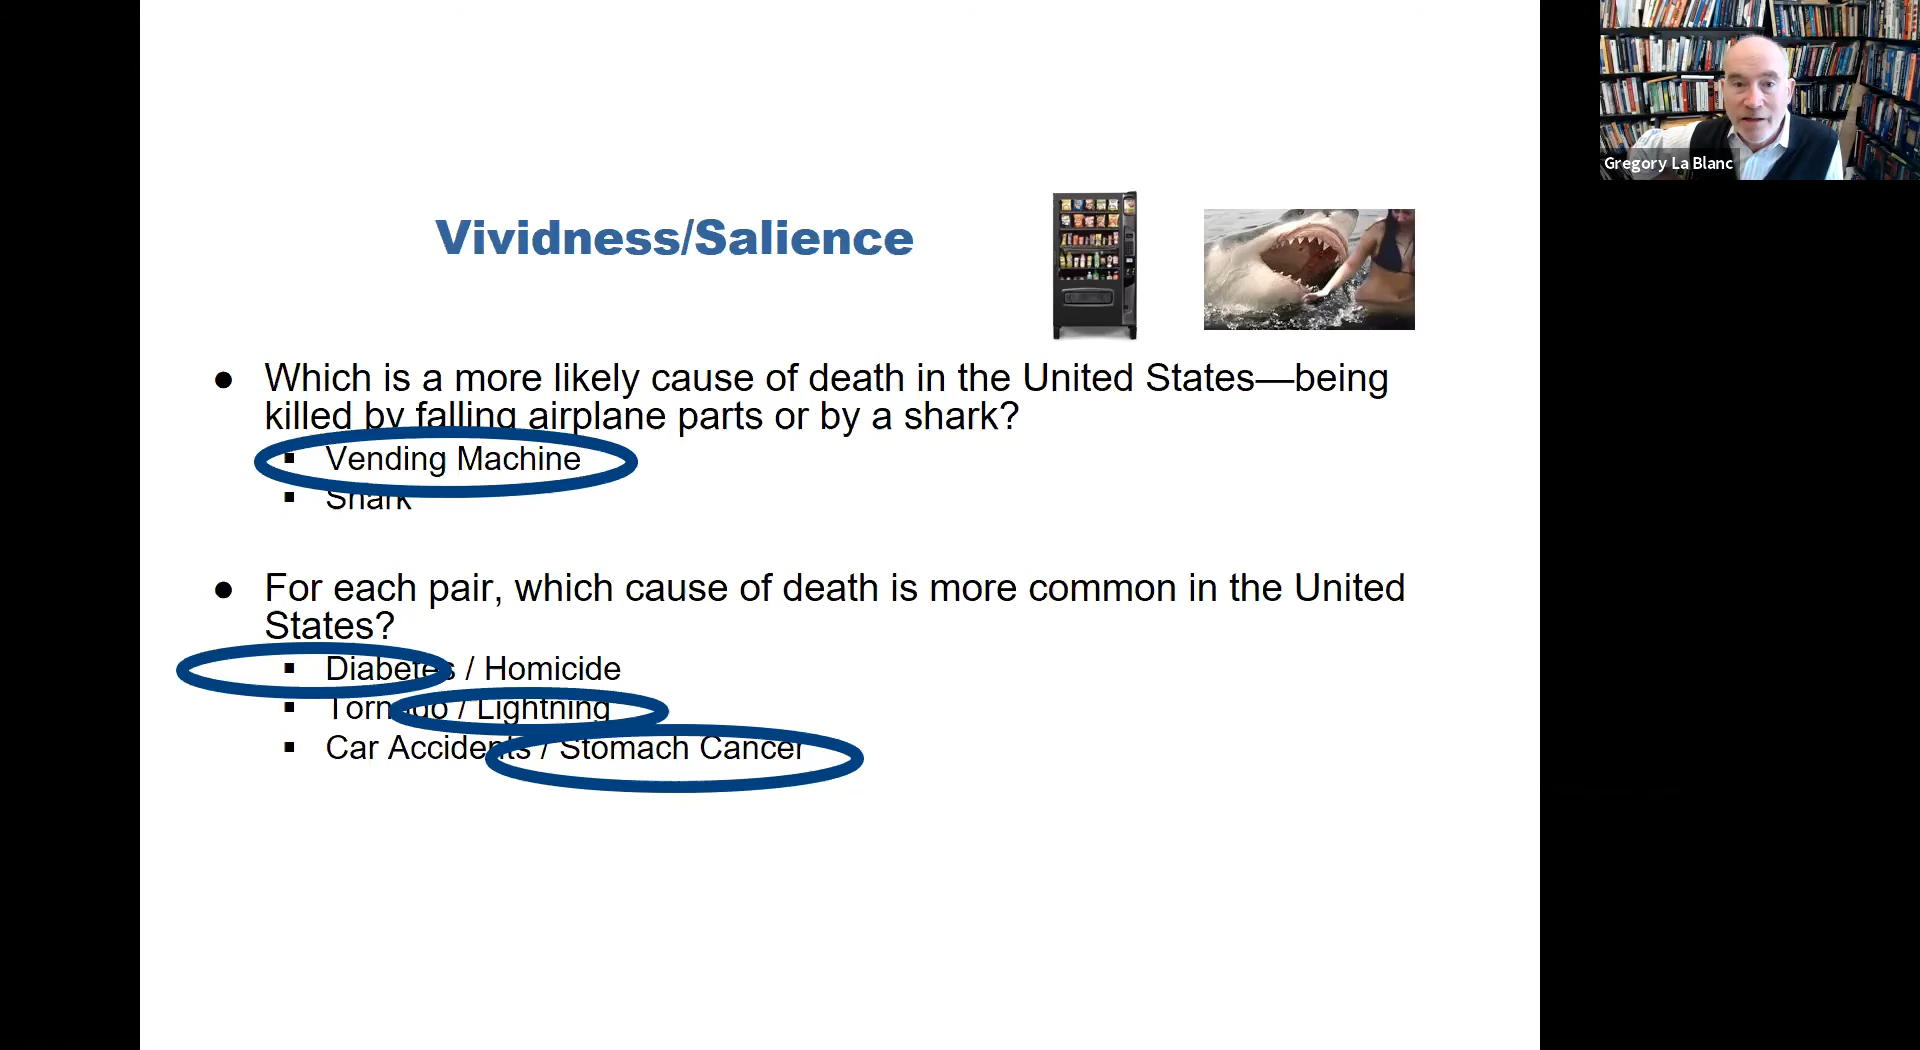 Gregory La Blanc
Vividness/Salience
● Which is a more likely cause of death in the United States—being
killed by falling airplane parts or by a shark?
▪ Vending Machine
▪ Shark
● For each pair, which cause of death is more common in the United
States?
▪ Diabetes / Homicide
▪ Tornado / Lightning
▪ Car Accidents / Stomach Cancer